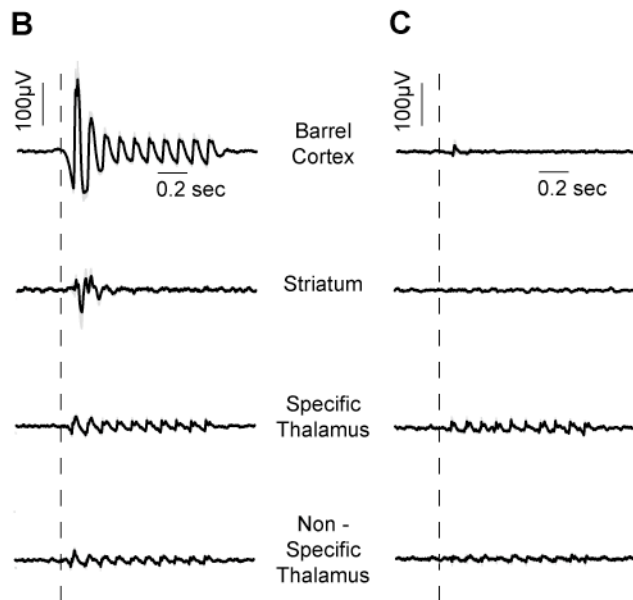 B
C
100µV
100µV
Barrel
Cortex
0.2 sec
0.2 sec
Striatum
Specific
Thalamus
Non -
Specific
Thalamus